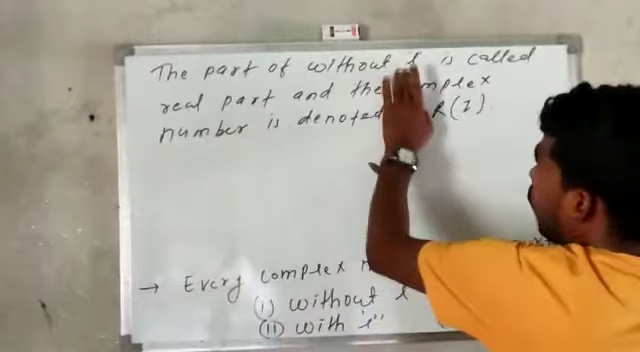 The part of without i is called
real part and the complex
number is denoted R(Z)
→ Every complex
(i) without i
(ii) with "i"